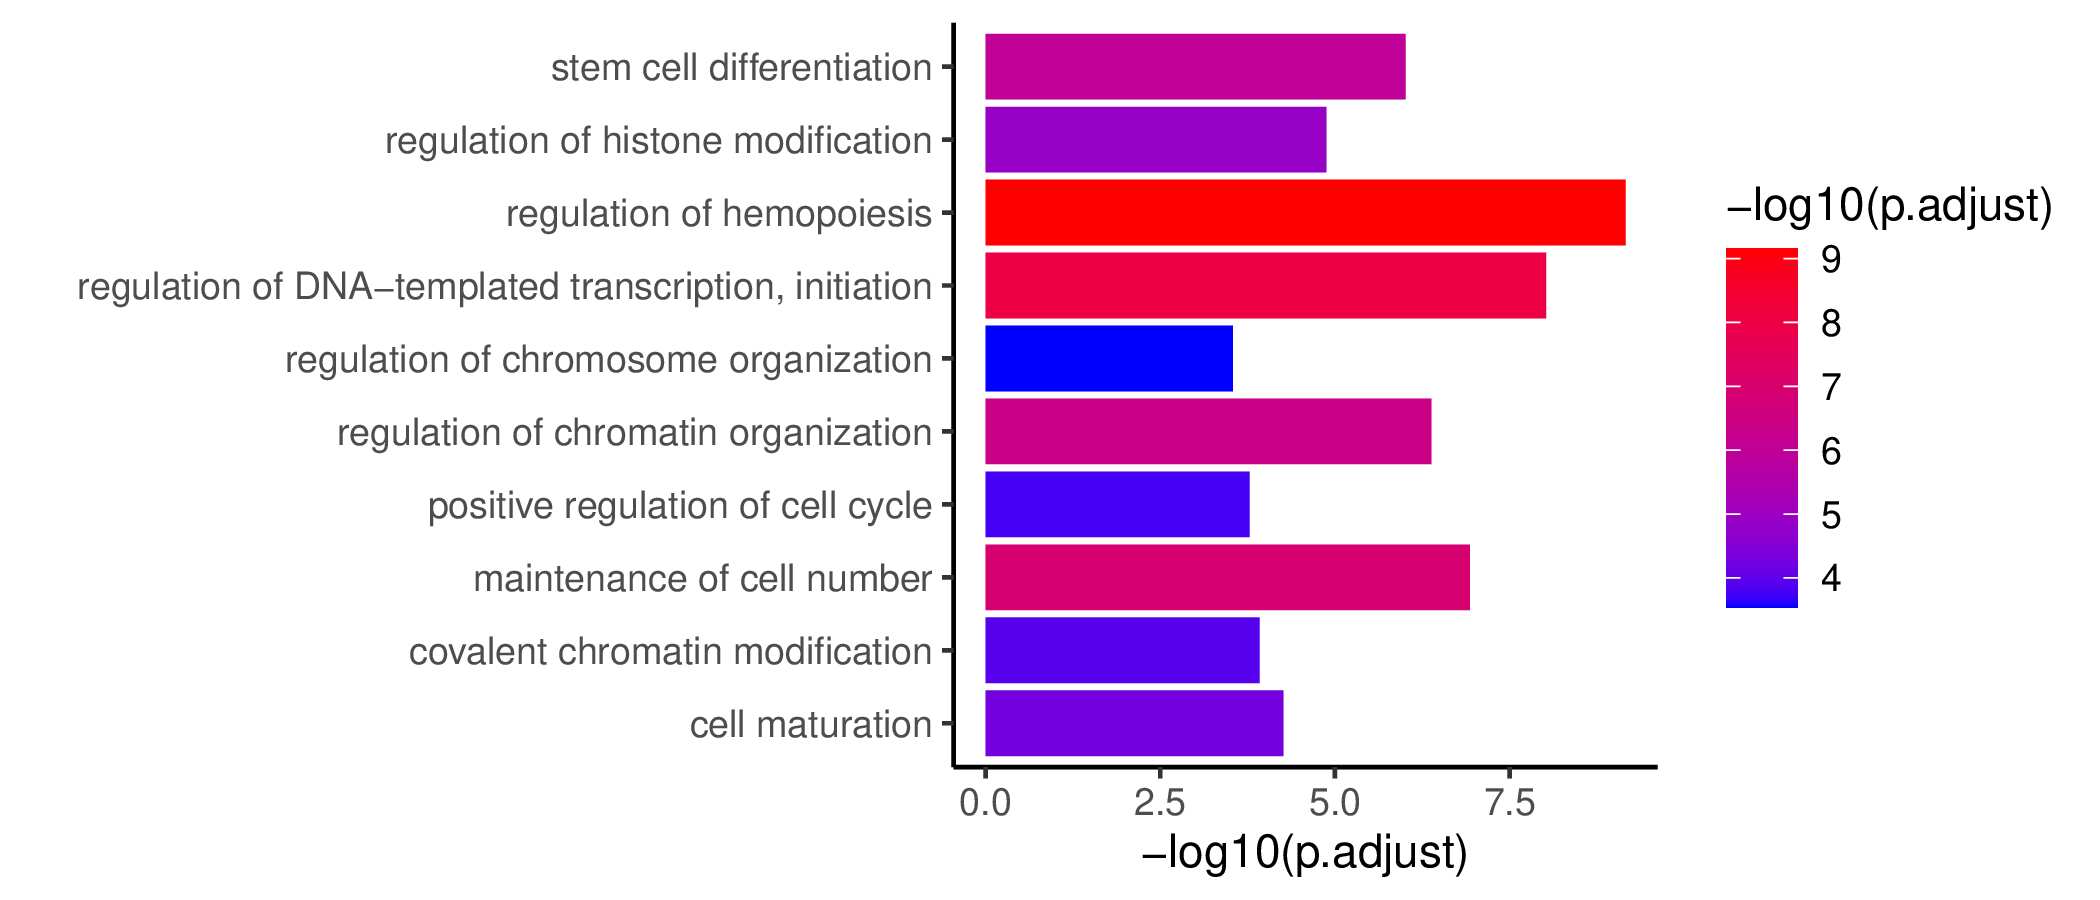 stem cell differentiation
regulation of histone modification
regulation of hemopoiesis
regulation of DNA−templated transcription, initiation
regulation of chromosome organization
regulation of chromatin organization
positive regulation of cell cycle
maintenance of cell number
covalent chromatin modification
cell maturation
0.0 2.5 5.0 7.5
−log10(p.adjust)
−log10(p.adjust)
9
8
7
6
5
4